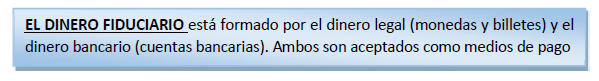 EL DINERO FIDUCIARIO está formado por el dinero legal (monedas y billetes) y el
dinero bancario (cuentas bancarias). Ambos son aceptados como medios de pago